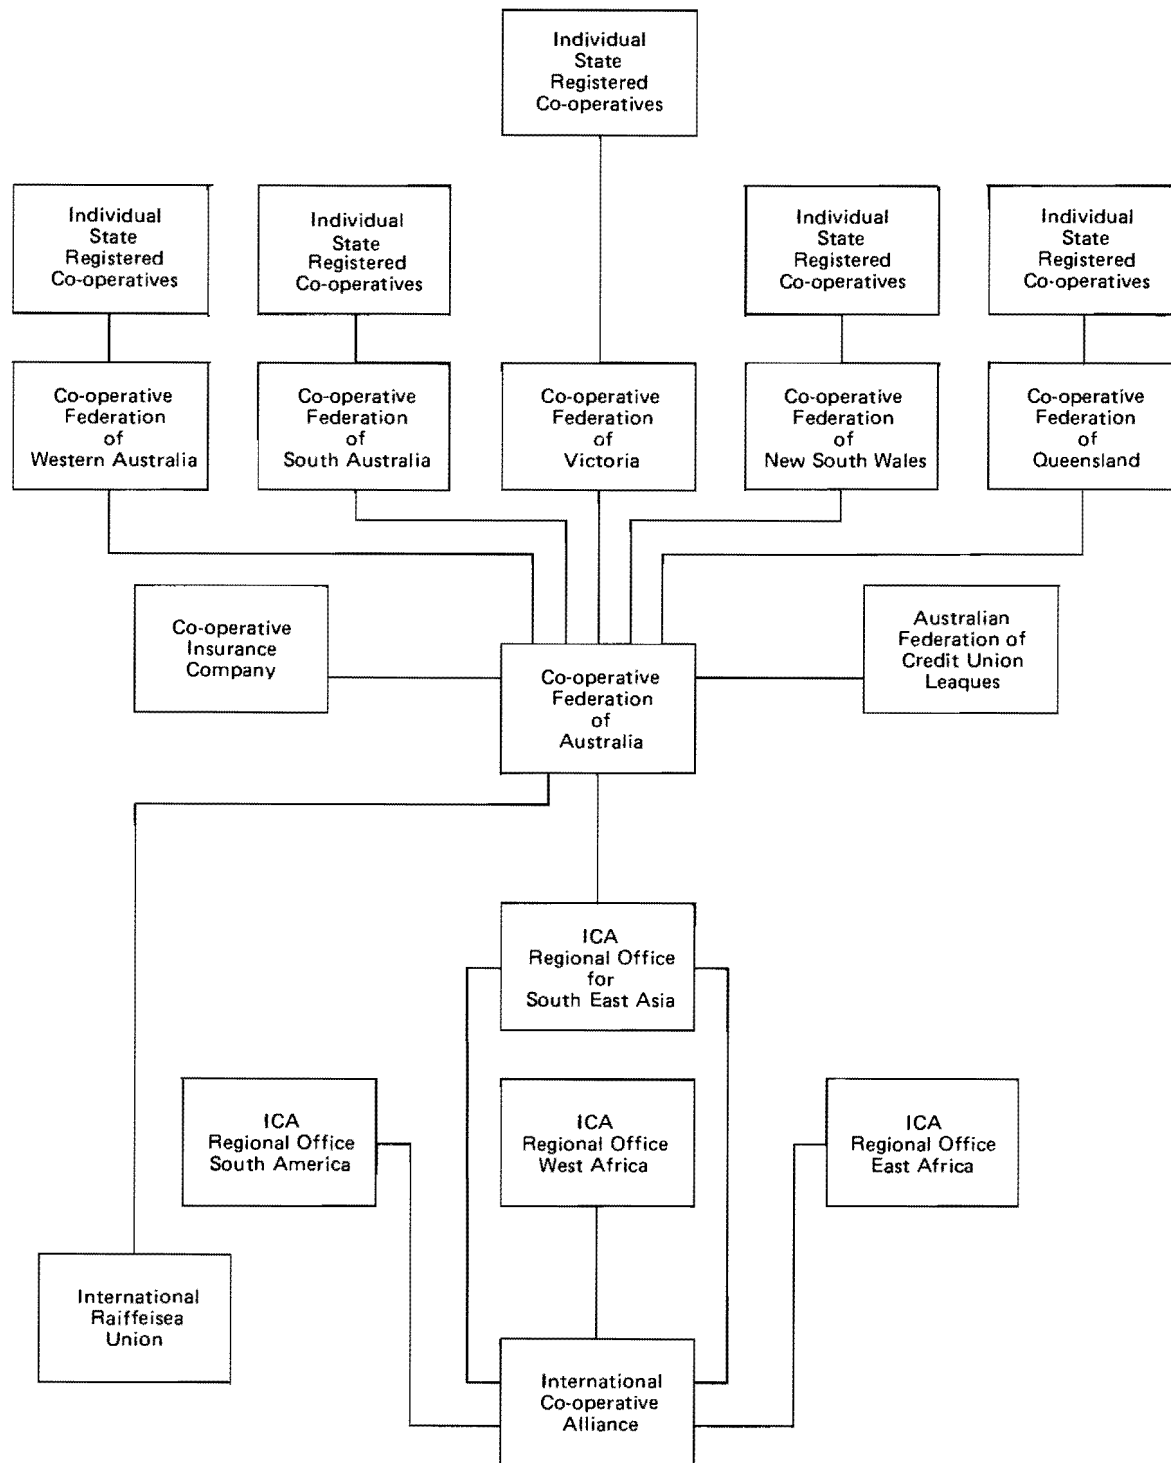 Individual
State
Registered
Co-operatives
Individual
State
Registered
Co-operatives
Individual
State
Registered
Co-operatives
Individual
State
Registered
Co-operatives
Individual
State
Registered
Co-operatives
Co-operative
Federation
of
Western Australia
Co-operative
Federation
of
South Australia
Co-operative
Federation
of
Victoria
Co-operative
Federation
of
New South Wales
Co-operative
Federation
of
Queensland
Co-operative
Insurance
Company
Australian
Federation of
Credit Union
Leaques
Co-operative
Federation
of
Australia
ICA
Regional Office
for
South East Asia
ICA
Regional Office
South America
ICA
Regional Office
West Africa
ICA
Regional Office
East Africa
International
Raiffeisea
Union
International
Co-operative
Alliance